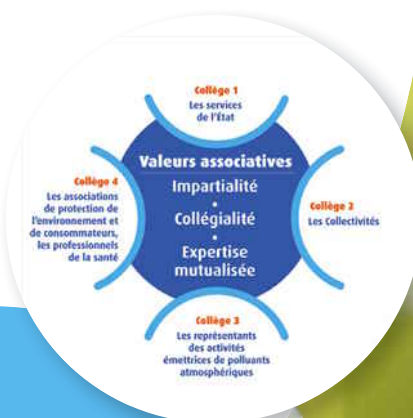 Collège 1
Les services
de l'État
Valeurs associatives
Impartialité
•
Collégialité
•
Expertise
mutualisée
Collège 4
Les associations
de protection de
l'environnement et
de consommateurs,
les professionnels
de la santé
Collège 2
Les Collectivités
Collège 3
Les représentants
des activités
émettrices de polluants
atmosphériques